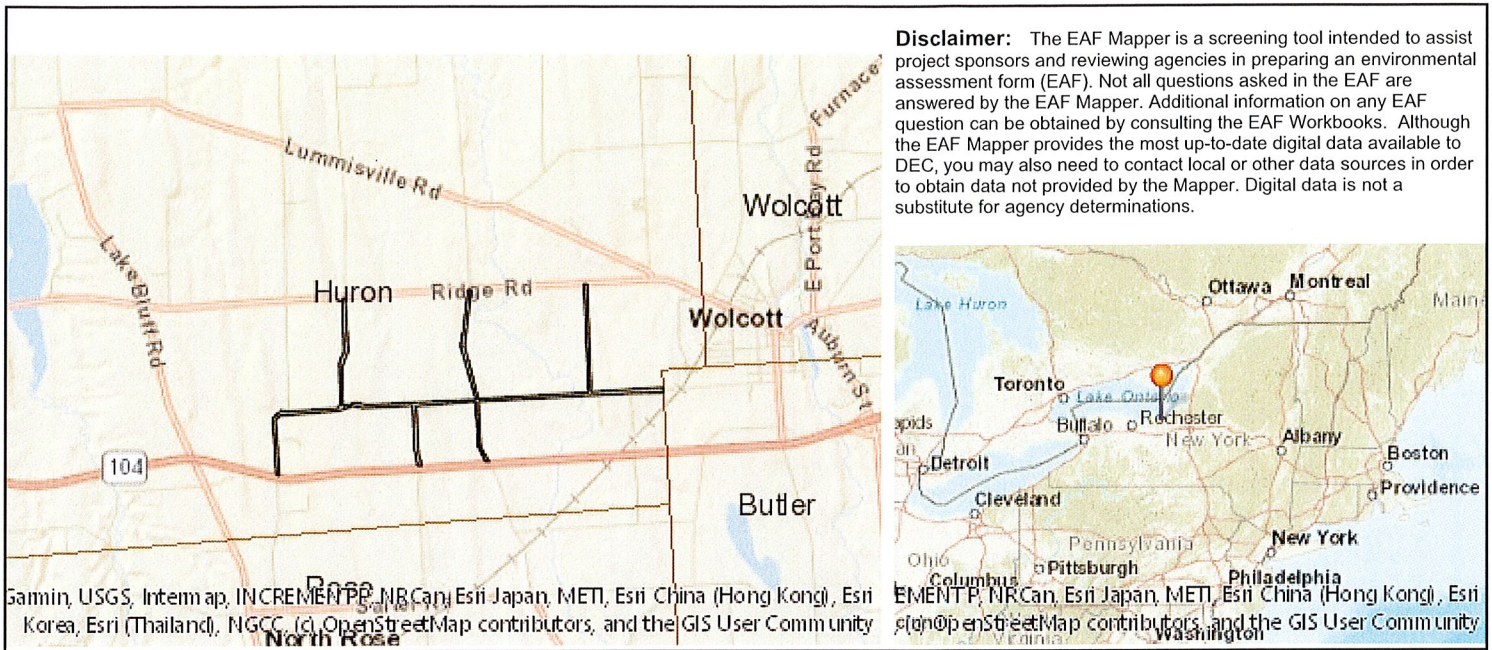 Disclaimer: The EAF Mapper is a screening tool intended to assist
project sponsors and reviewing agencies in preparing an environmental
assessment form (EAF). Not all questions asked in the EAF are
answered by the EAF Mapper. Additional information on any EAF
question can be obtained by consulting the EAF Workbooks. Although
the EAF Mapper provides the most up-to-date digital data available to
DEC, you may also need to contact local or other data sources in order
to obtain data not provided by the Mapper. Digital data is not a
substitute for agency determinations.
Furnace
Lummisville Rd
E Port Bay Rd
Wolcott
Lake Bluff Rd
Huron
Ridge Rd
Wolcott
Auburn St
104
Butler
Rose
North Rose
Garmin, USGS, Intermap, INCREMENT P, NRCan, Esri Japan, METI, Esri China (Hong Kong), Esri
Korea, Esri (Thailand), NGCC, (c) OpenStreetMap contributors, and the GIS User Community
Ottawa
Montreal
Lake Huron
Maine
Toronto
Lake Ontario
apids
Buffalo
Rochester
New York
Albany
Boston
Detroit
Providence
Cleveland
New York
Pennsylvania
Ohio
Pittsburgh
Columbus
Philadelphia
EMENT P, NRCan, Esri Japan, METI, Esri China (Hong Kong), Esri
OpenStreetMap contributors, and the GIS User Community
Virginia
Washington